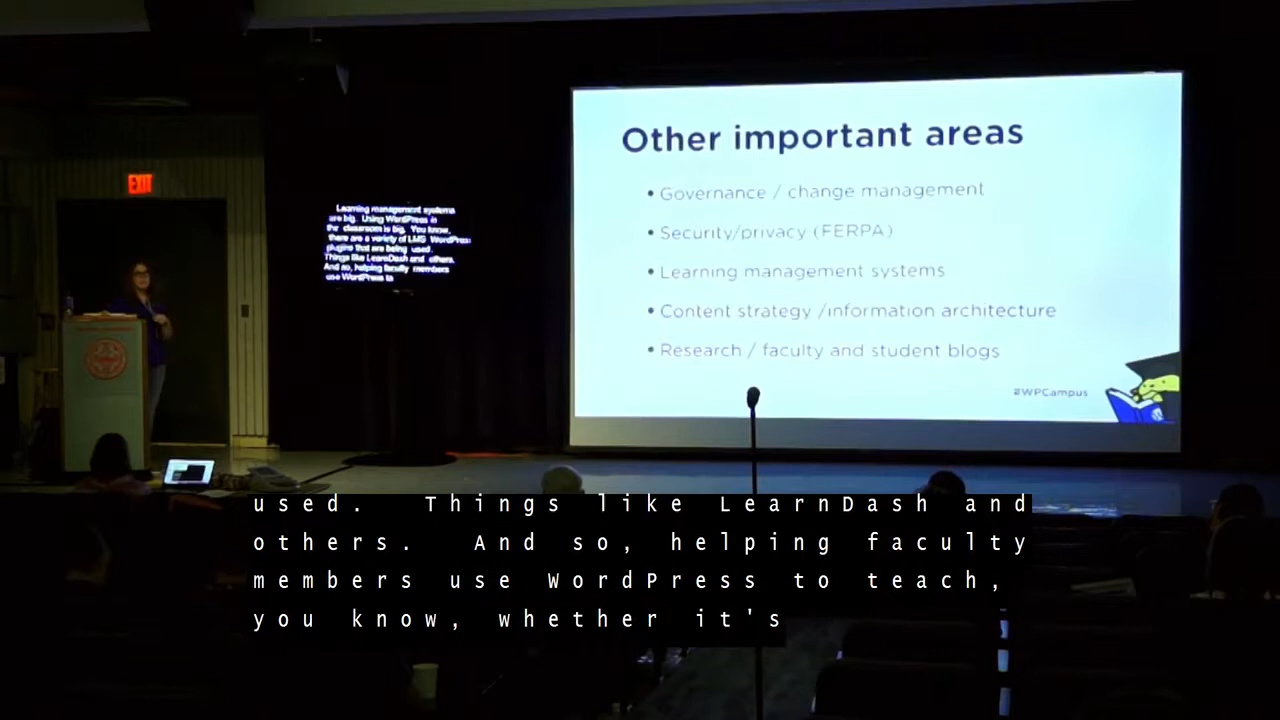 Other important areas
• Governance / change management
• Security/privacy (FERPA)
• Learning management systems
• Content strategy /information architecture
• Research / faculty and student blogs
#WPCampus
EXIT
Learning management systems
are big. Using WordPress in
the classroom is big. You know,
there are a variety of LMS WordPress
plugins that are being used.
Things like LearnDash and others.
And so, helping faculty members
use WordPress to
used. Things like LearnDash and
others. And so, helping faculty
members use WordPress to teach,
you know, whether it's